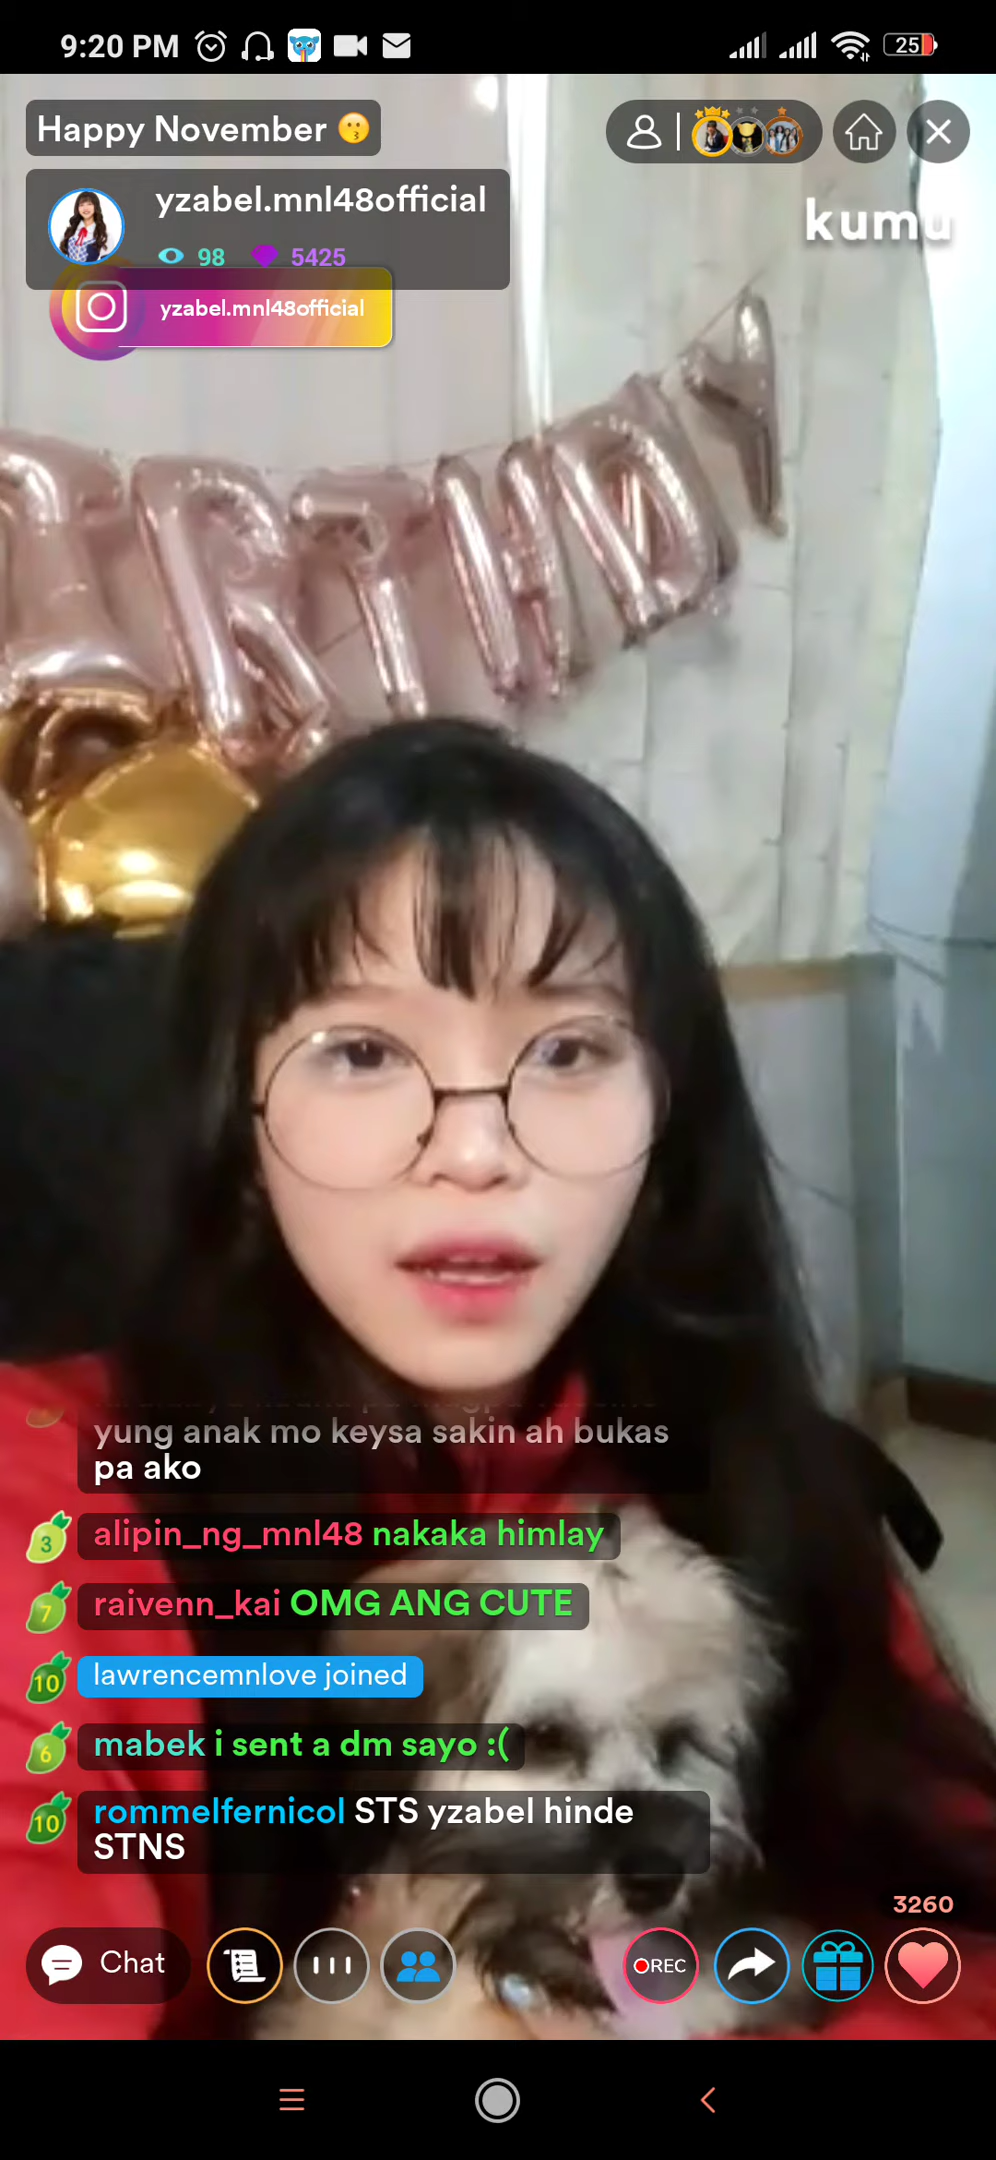 9:20 PM
25
Happy November 😗
yzabel.mnl48official
98 5425
yzabel.mnl48official
kumu
BIRTHD
yung anak mo keysa sakin ah bukas
pa ako
3 alipin_ng_mnl48 nakaka himlay
7 raivenn_kai OMG ANG CUTE
10 lawrencemnlove joined
6 mabek i sent a dm sayo :(
10 rommelfernicol STS yzabel hinde
STNS
3260
Chat
REC